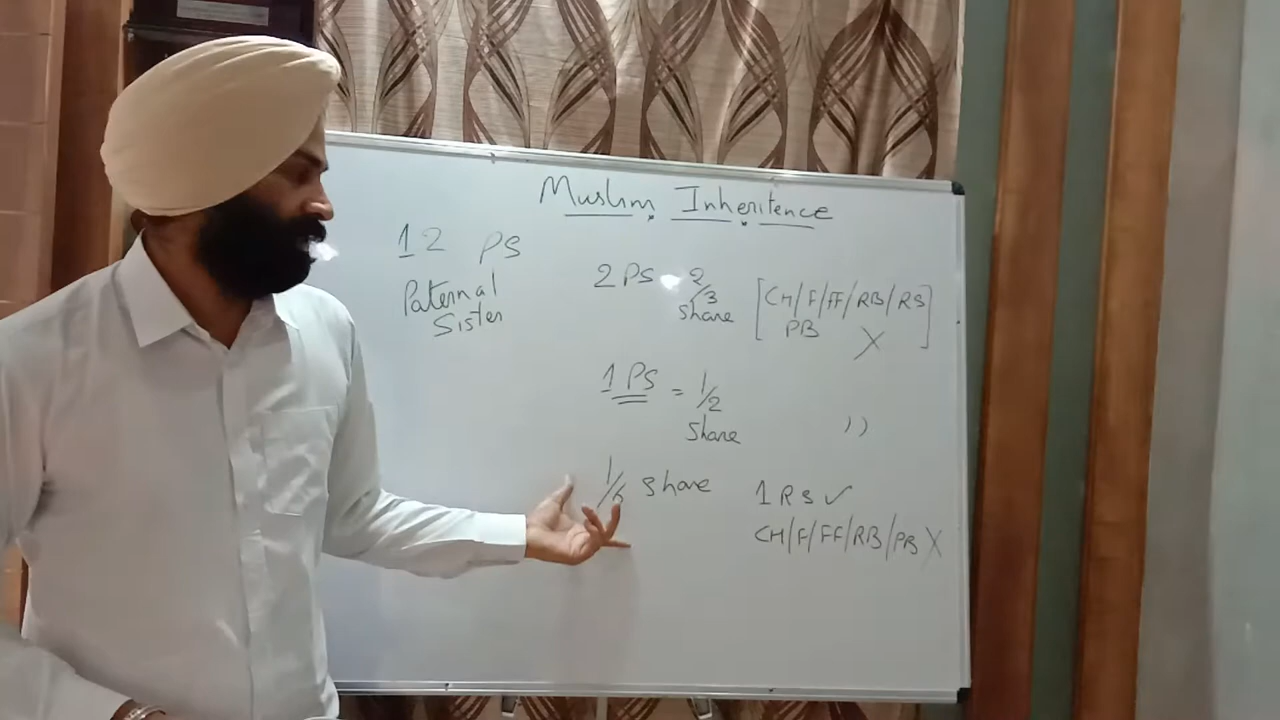 Muslim Inheritence
12 PS
Paternal
Sister
2 PS 2/3
share
[CH/F/FF/RB/RS]
PB X
1 PS = 1/2
share
))
1/6 share
1 RS ✓
CH/F/FF/RB/PB X